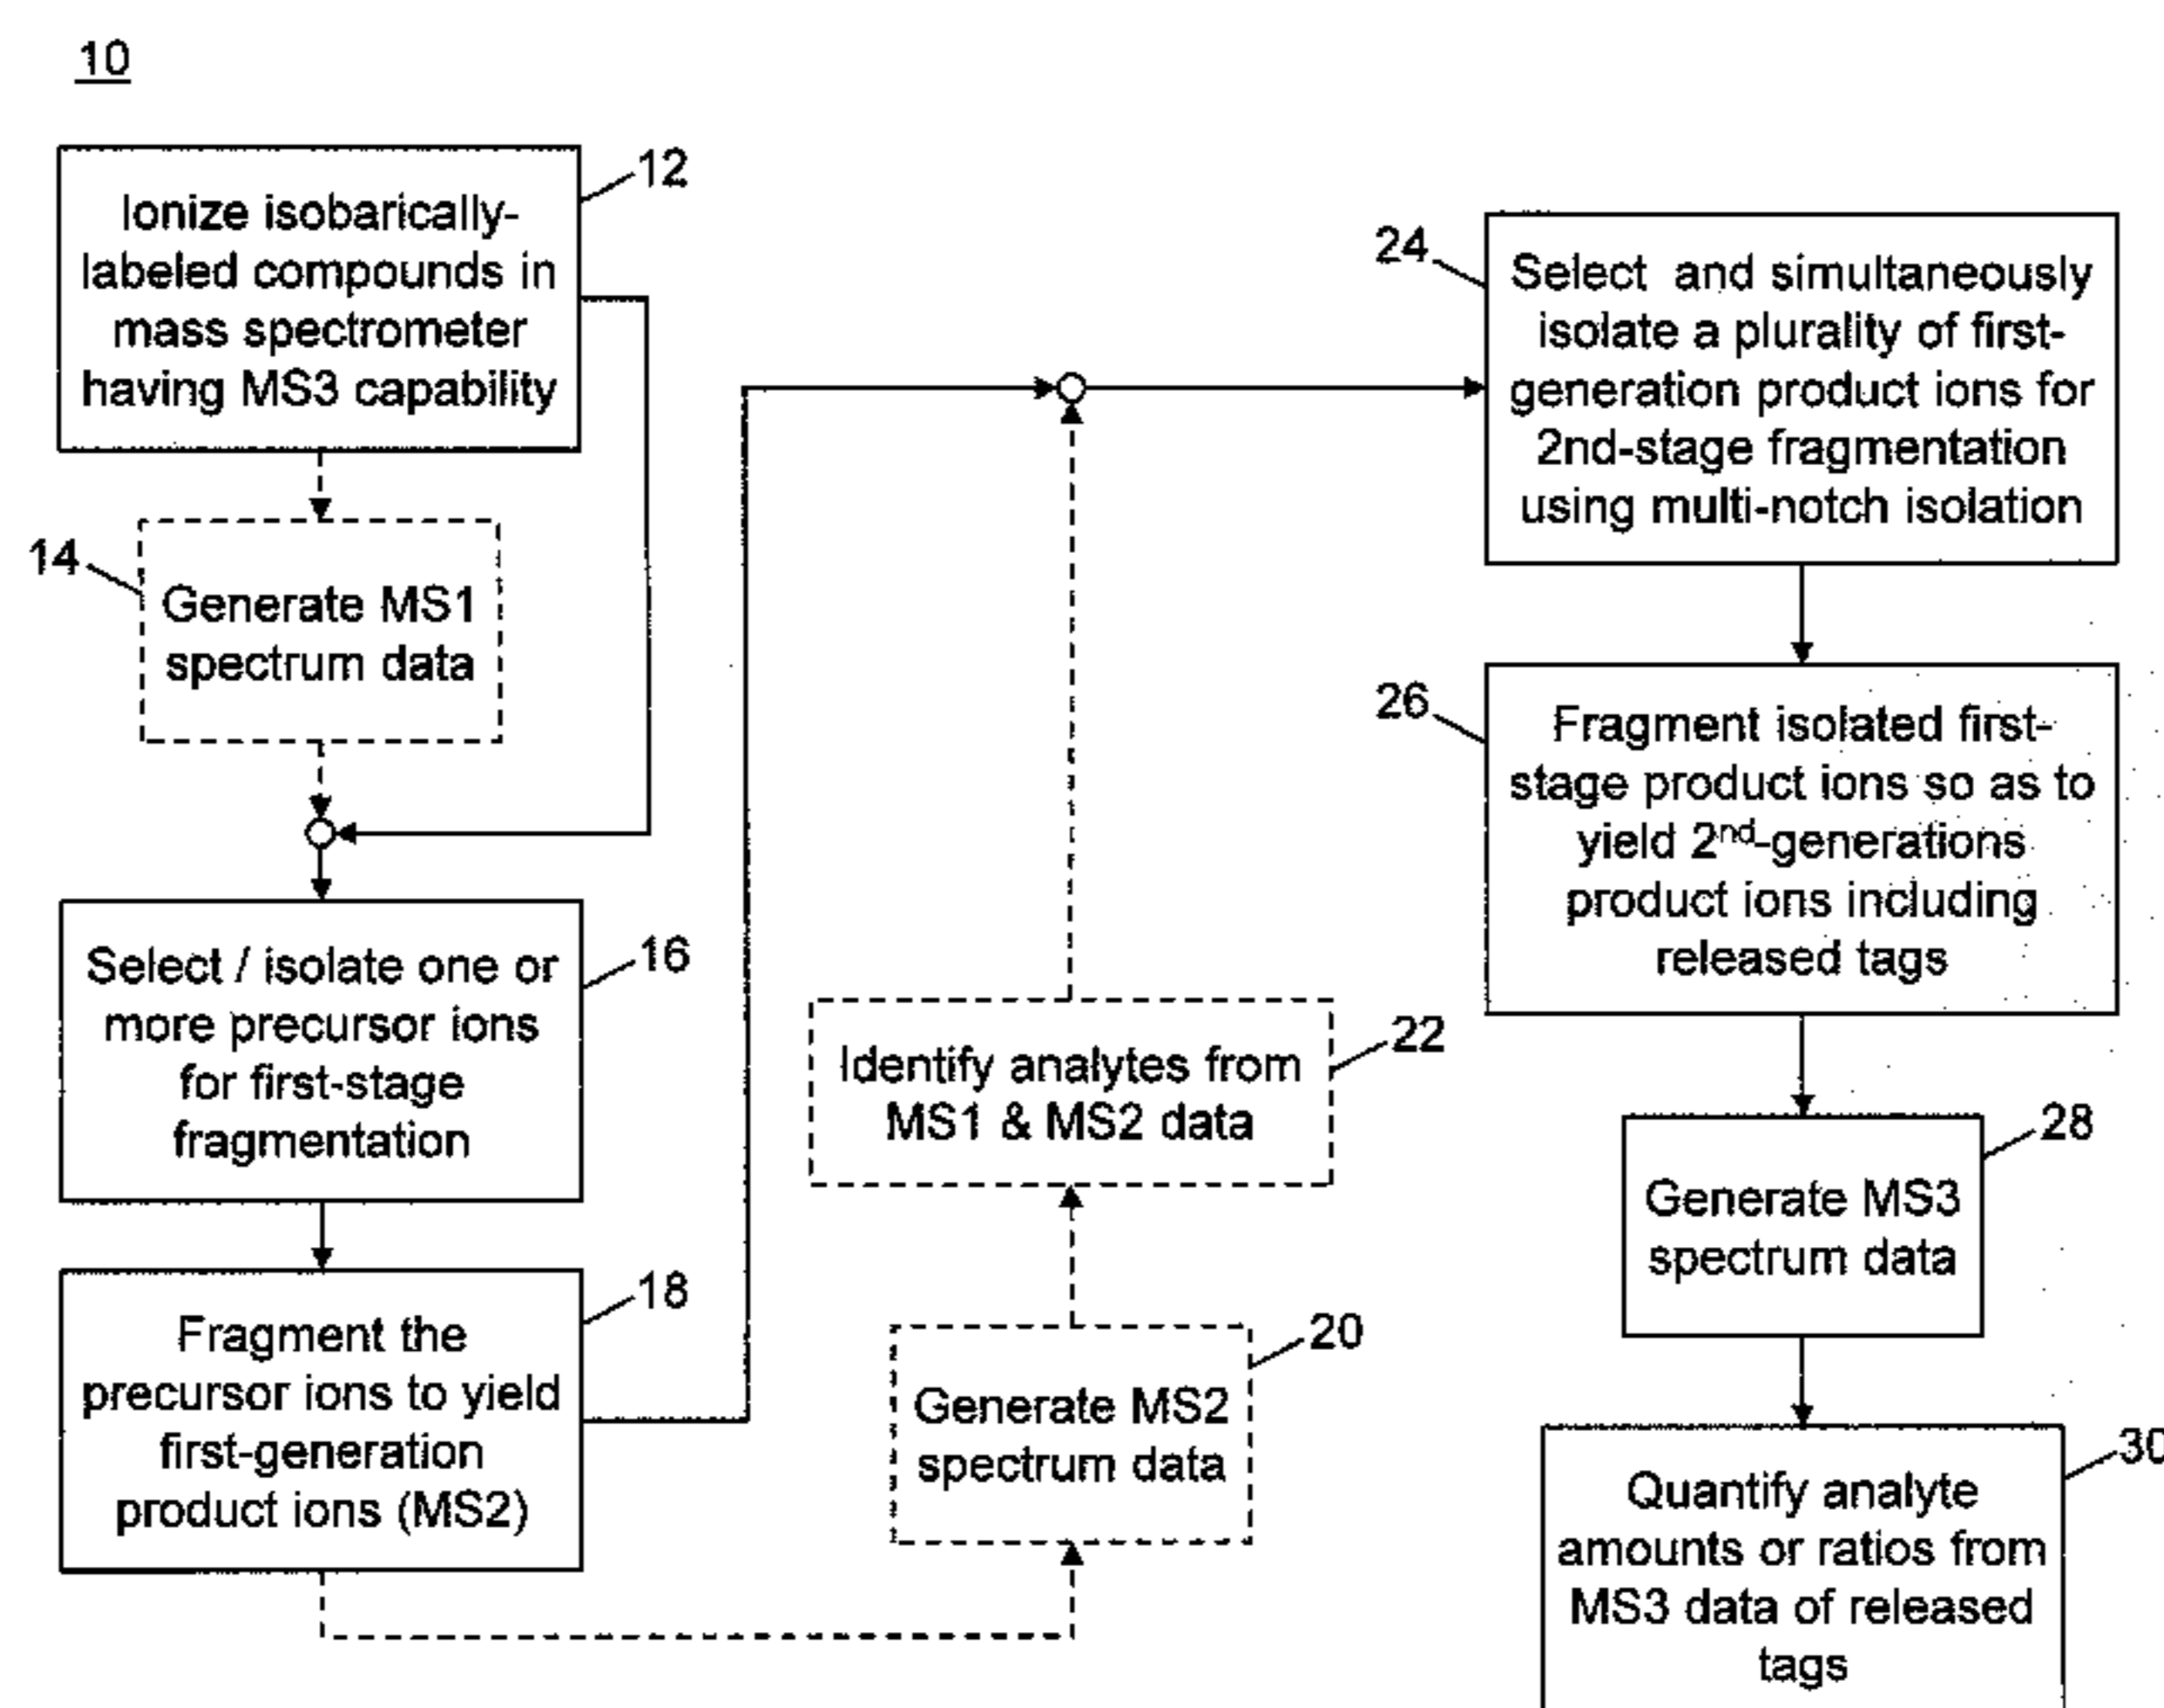 10
12
Ionize isobarically-
labeled compounds in
mass spectrometer
having MS3 capability
14
Generate MS1
spectrum data
16
Select / isolate one or
more precursor ions
for first-stage
fragmentation
18
Fragment the
precursor ions to yield
first-generation
product ions (MS2)
20
Generate MS2
spectrum data
22
Identify analytes from
MS1 & MS2 data
24
Select and simultaneously
isolate a plurality of first-
generation product ions for
2nd-stage fragmentation
using multi-notch isolation
26
Fragment isolated first-
stage product ions so as to
yield 2nd-generations
product ions including
released tags
28
Generate MS3
spectrum data
30
Quantify analyte
amounts or ratios from
MS3 data of released
tags